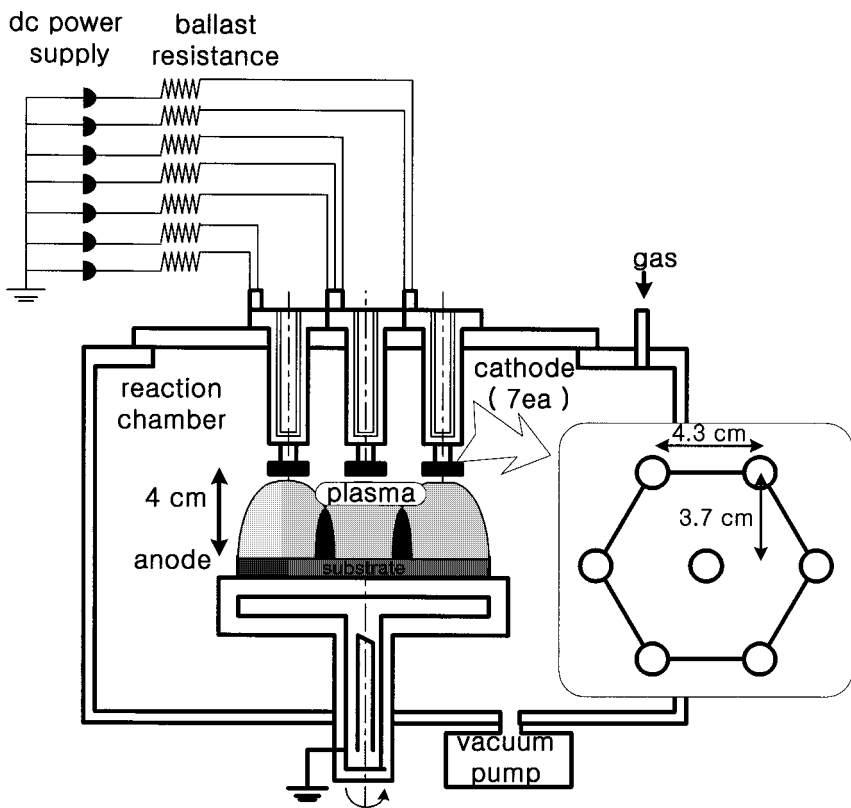 dc power
supply
ballast
resistance
gas
reaction
chamber
cathode
( 7ea )
4.3 cm
3.7 cm
4 cm
plasma
anode
substrate
vacuum
pump